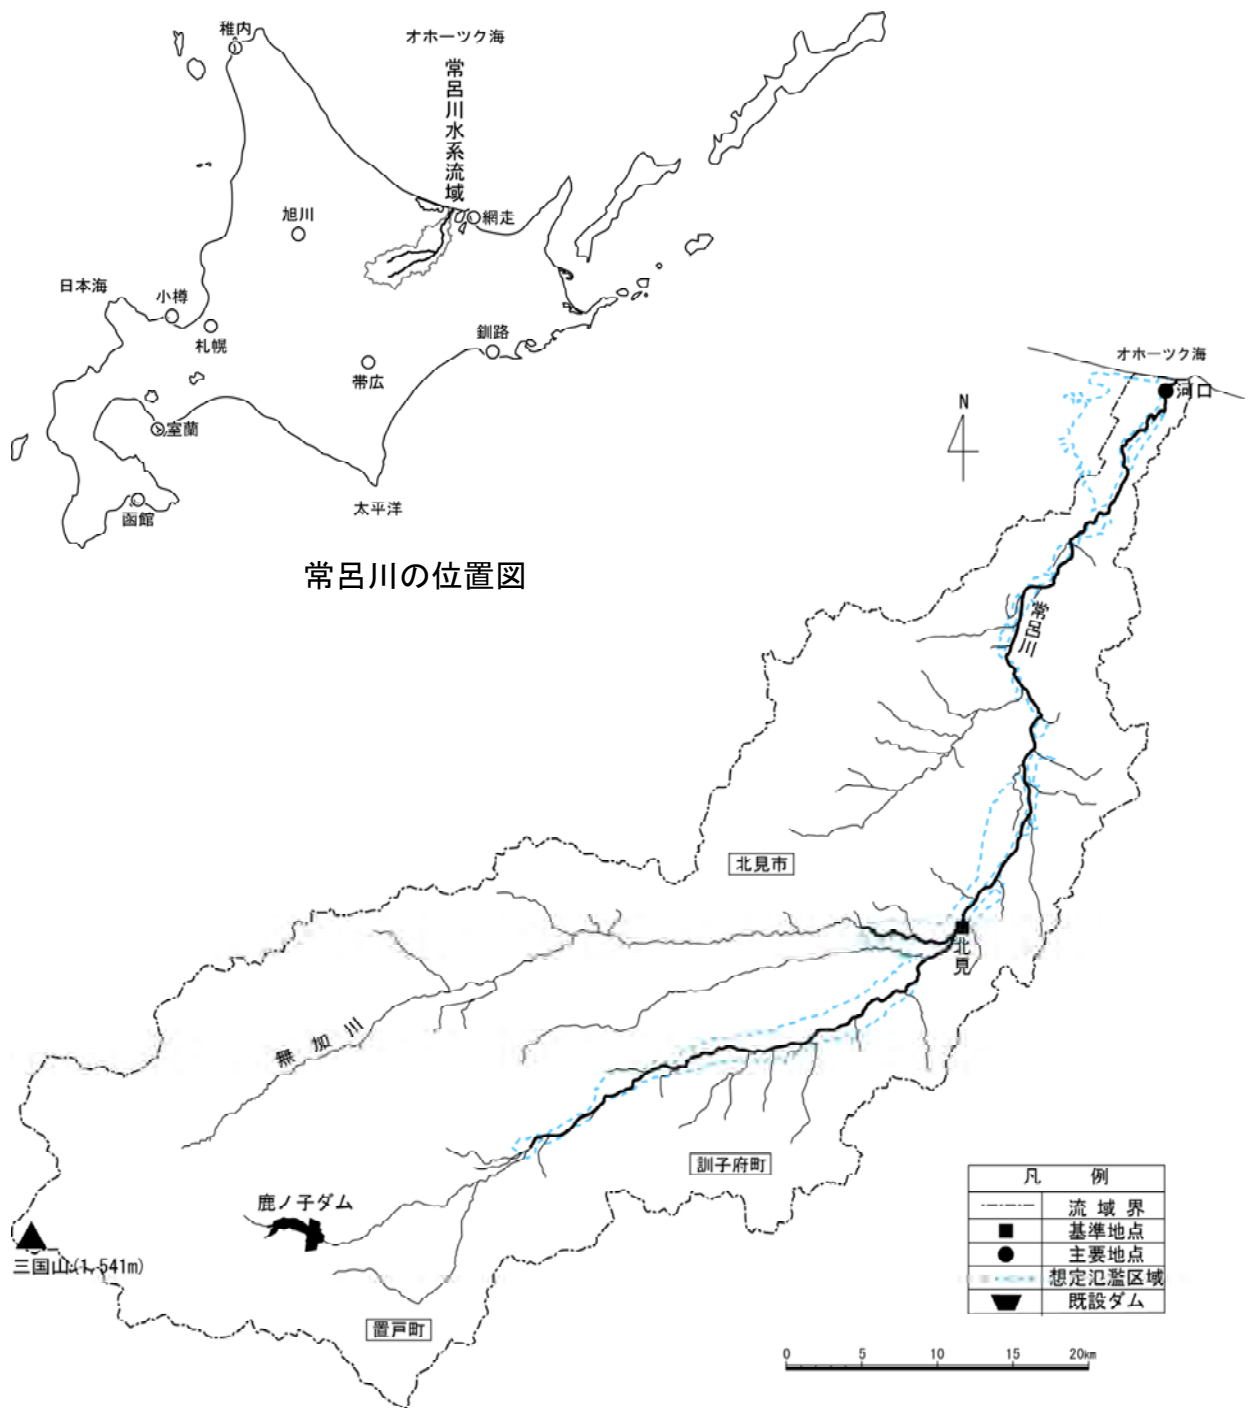 稚内
オホーツク海
常呂川水系流域
網走
旭川
日本海
小樽
札幌
釧路
帯広
室蘭
函館
太平洋
常呂川の位置図
オホーツク海
河口
N
常呂川
北見市
北見
無加川
訓子府町
鹿ノ子ダム
三国山(1,541m)
置戸町
凡 例
流域界
基準地点
主要地点
想定氾濫区域
既設ダム
0 5 10 15 20km